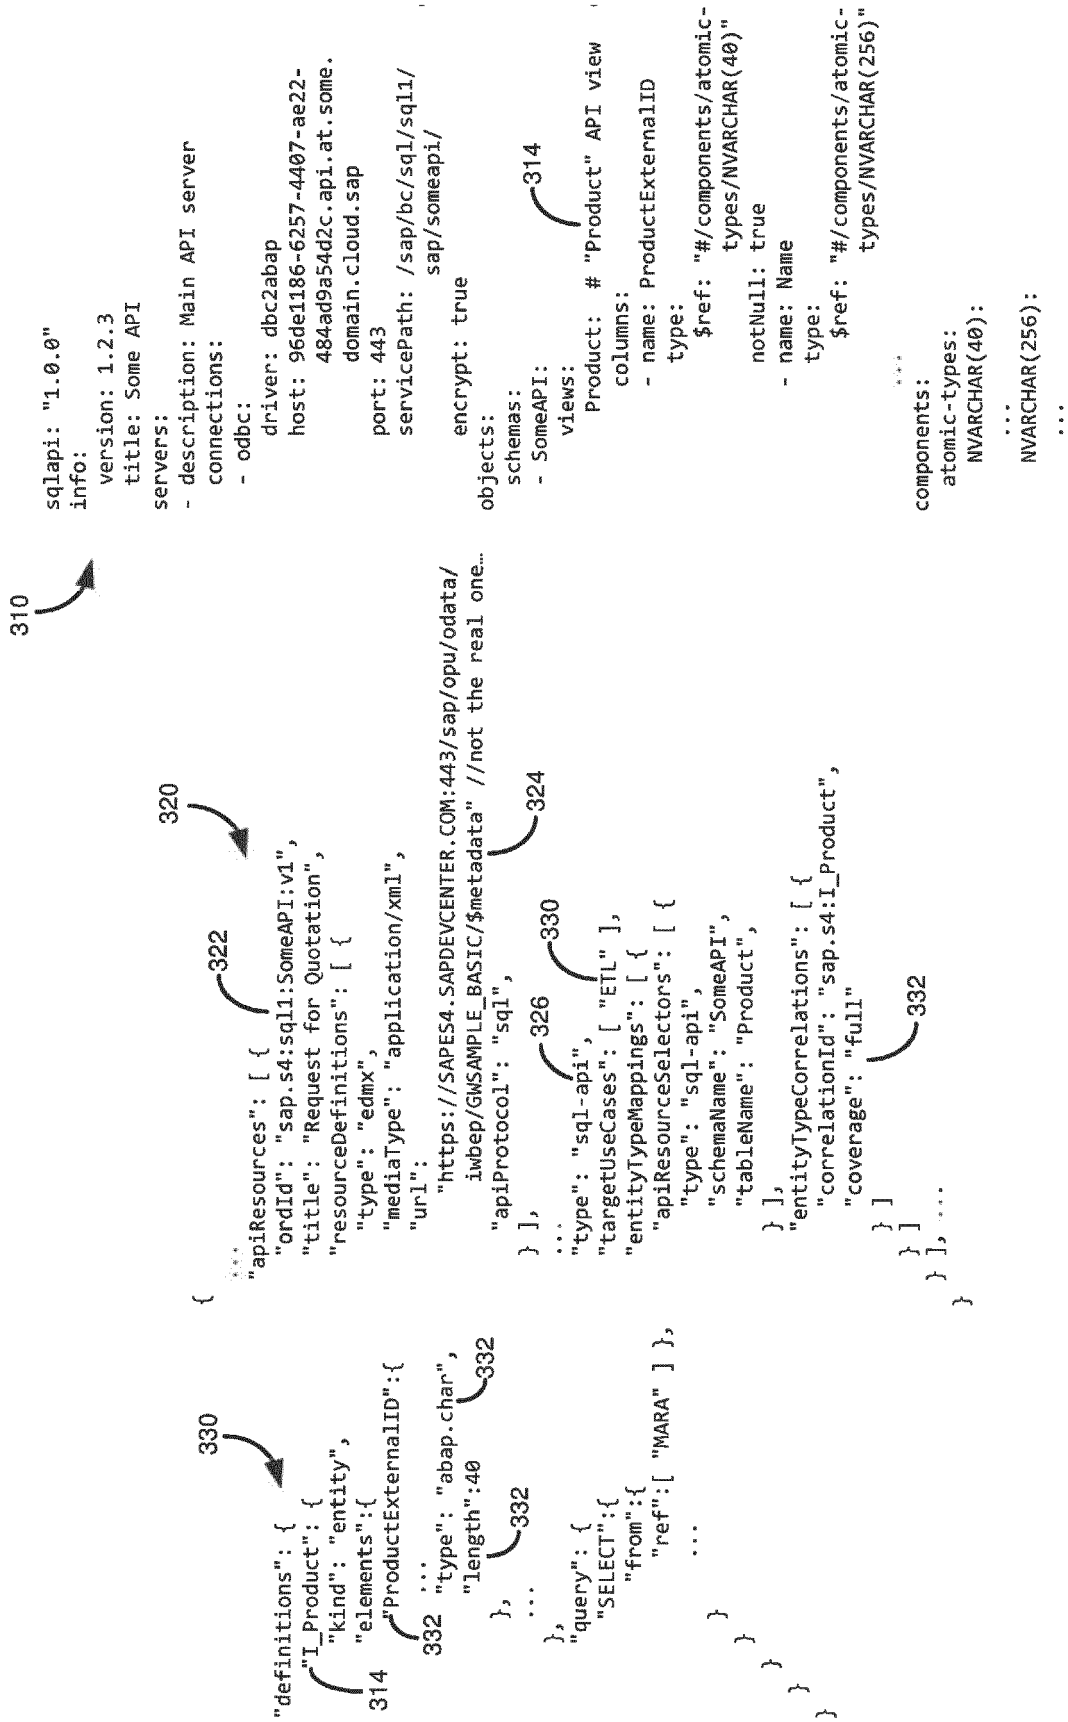 330
"definitions": {
"I_Product": {
314
"kind": "entity",
"elements":{
"ProductExternalID":{
332
...
"type": "abap.char",
332
"length":40
332
},
...
},
"query": {
"SELECT":{
"from":{
"ref":[ "MARA" ] },
...
}
}
}
}
}
320
{
...
"apiResources": [ {
322
"ordId": "sap.s4:sql1:SomeAPI:v1",
"title": "Request for Quotation",
"resourceDefinitions": [ {
"type": "edmx",
"mediaType": "application/xml",
"url":
"https://SAPES4.SAPDEVCENTER.COM:443/sap/opu/odata/
iwbep/GWSAMPLE_BASIC/$metadata" //not the real one…
324
"apiProtocol": "sql",
} ],
326
...
"type": "sql-api",
330
"targetUseCases": [ "ETL" ],
"entityTypeMappings": [ {
"apiResourceSelectors": [ {
"type": "sql-api",
"schemaName": "SomeAPI",
"tableName": "Product",
} ],
"entityTypeCorrelations": [ {
"correlationId": "sap.s4:I_Product",
"coverage": "full"
332
} ]
} ]
} ], ...
}
310
sqlapi: "1.0.0"
info:
version: 1.2.3
title: Some API
servers:
- description: Main API server
connections:
- odbc:
driver: dbc2abap
host: 96de1186-6257-4407-ae22-
484ad9a54d2c.api.at.some.
domain.cloud.sap
port: 443
servicePath: /sap/bc/sql/sql1/
sap/someapi/
encrypt: true
objects:
schemas:
- SomeAPI:
314
views:
Product: # "Product" API view
columns:
- name: ProductExternalID
type:
$ref: "#/components/atomic-
types/NVARCHAR(40)"
notNull: true
- name: Name
type:
$ref: "#/components/atomic-
types/NVARCHAR(256)"
...
components:
atomic-types:
NVARCHAR(40):
...
NVARCHAR(256):
...